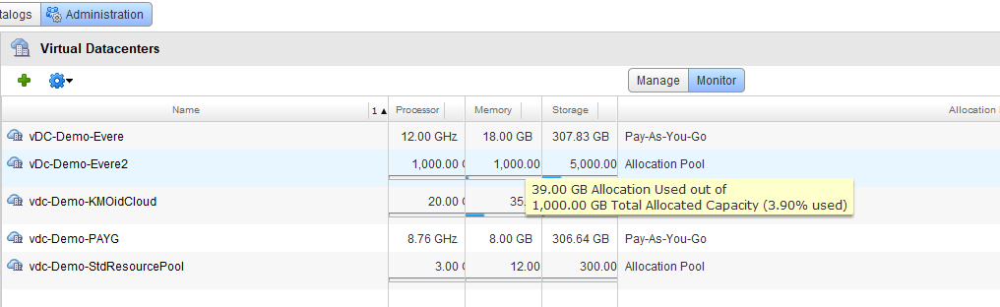 talogs Administration
Virtual Datacenters
Manage Monitor
Name 1 ▲ Processor Memory Storage Allocation
vDC-Demo-Evere 12.00 GHz 18.00 GB 307.83 GB Pay-As-You-Go
vDc-Demo-Evere2 1,000.00 1,000.00 5,000.00 Allocation Pool
39.00 GB Allocation Used out of
1,000.00 GB Total Allocated Capacity (3.90% used)
vdc-Demo-KMOidCloud 20.00 35.
vdc-Demo-PAYG 8.76 GHz 8.00 GB 306.64 GB Pay-As-You-Go
vdc-Demo-StdResourcePool 3.00 12.00 300.00 Allocation Pool